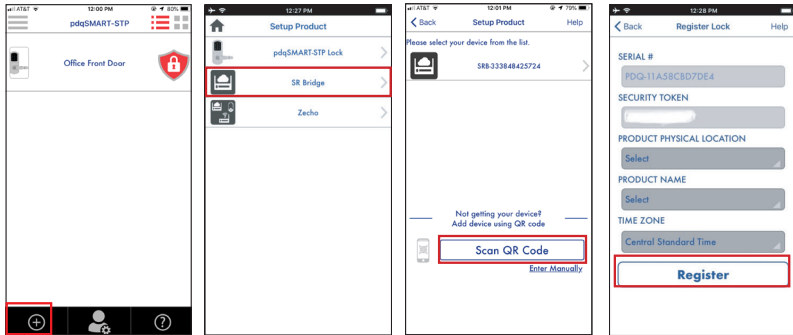 AT&T 12:00 PM 80%
pdqSMART-STP
Office Front Door
12:27 PM
Setup Product
pdqSMART-STP Lock
SR Bridge
Zecho
AT&T 12:01 PM 79%
Back Setup Product Help
Please select your device from the list.
SRB-333848425724
Not getting your device?
Add device using QR code
Scan QR Code
Enter Manually
12:28 PM
Back Register Lock Help
SERIAL #
PDQ-11A58CBD7DE4
SECURITY TOKEN
PRODUCT PHYSICAL LOCATION
Select
PRODUCT NAME
Select
TIME ZONE
Central Standard Time
Register